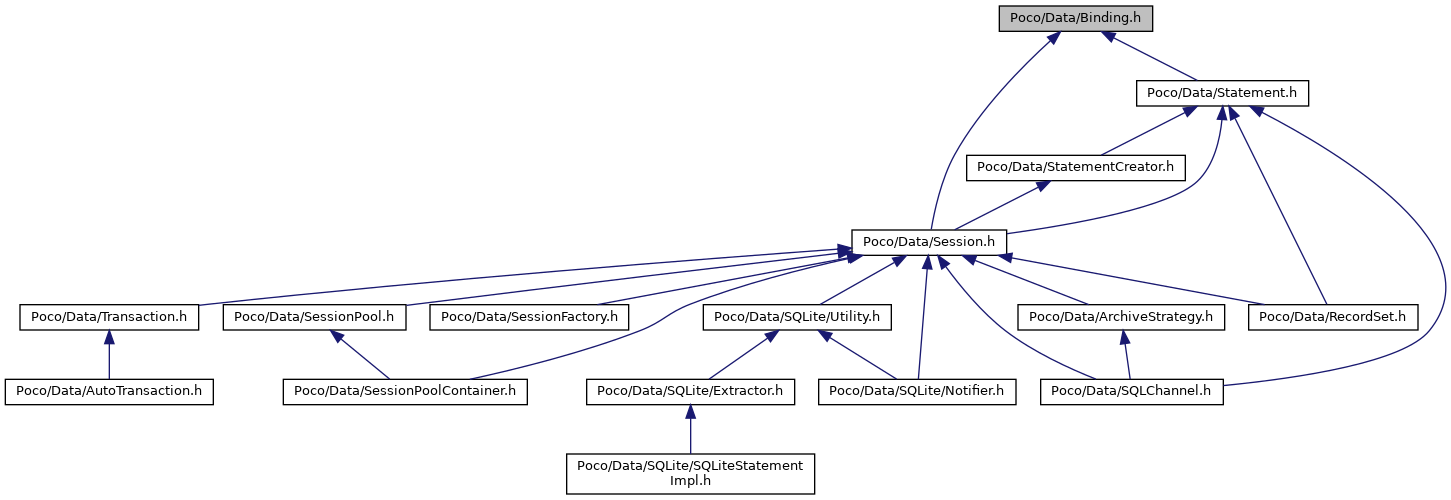 Poco/Data/Binding.h
Poco/Data/Statement.h
Poco/Data/StatementCreator.h
Poco/Data/Session.h
Poco/Data/Transaction.h
Poco/Data/SessionPool.h
Poco/Data/SessionFactory.h
Poco/Data/SQLite/Utility.h
Poco/Data/ArchiveStrategy.h
Poco/Data/RecordSet.h
Poco/Data/AutoTransaction.h
Poco/Data/SessionPoolContainer.h
Poco/Data/SQLite/Extractor.h
Poco/Data/SQLite/Notifier.h
Poco/Data/SQLChannel.h
Poco/Data/SQLite/SQLiteStatement
Impl.h